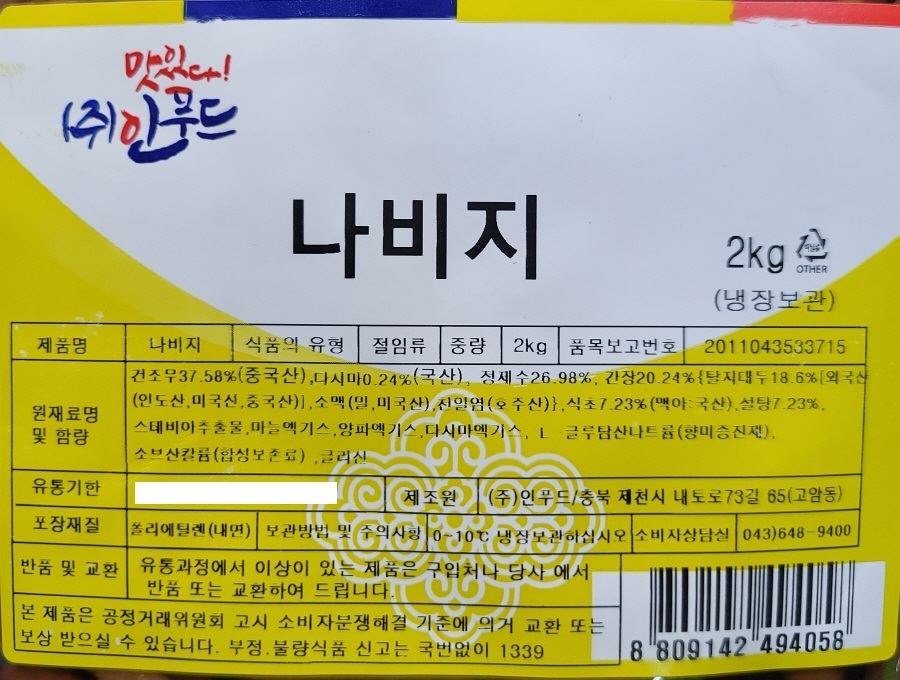 맛있다!
(주)인푸드
나비지
2kg
OTHER
(냉장보관)
제품명 나비지 식품의 유형 절임류 중량 2kg 품목보고번호 2011043533715
원재료명 및 함량
건조무37.58%(중국산),다시마0.24%(국산), 정제수26.98%, 간장20.24%{탈지대두18.6%[외국산
(인도산,미국산,중국산)],소맥(밀,미국산),천일염(호주산)},식초7.23%(맥아:국산),설탕7.23%,
스테비아추출물,마늘엑기스,양파엑기스,다시마엑기스, L-글루탐산나트륨(향미증진제),
소브산칼륨(합성보존료),글리신
유통기한 제조원 (주)인푸드/충북 제천시 내토로73길 65(고암동)
포장재질 폴리에틸렌(내면) 보관방법 및 주의사항 0~10℃ 냉장보관하십시오 소비자상담실 043)648-9400
반품 및 교환 유통과정에서 이상이 있는 제품은 구입처나 당사 에서
반품 또는 교환하여 드립니다.
본 제품은 공정거래위원회 고시 소비자분쟁해결 기준에 의거 교환 또는
보상 받으실 수 있습니다. 부정.불량식품 신고는 국번없이 1339
8 809142 494058